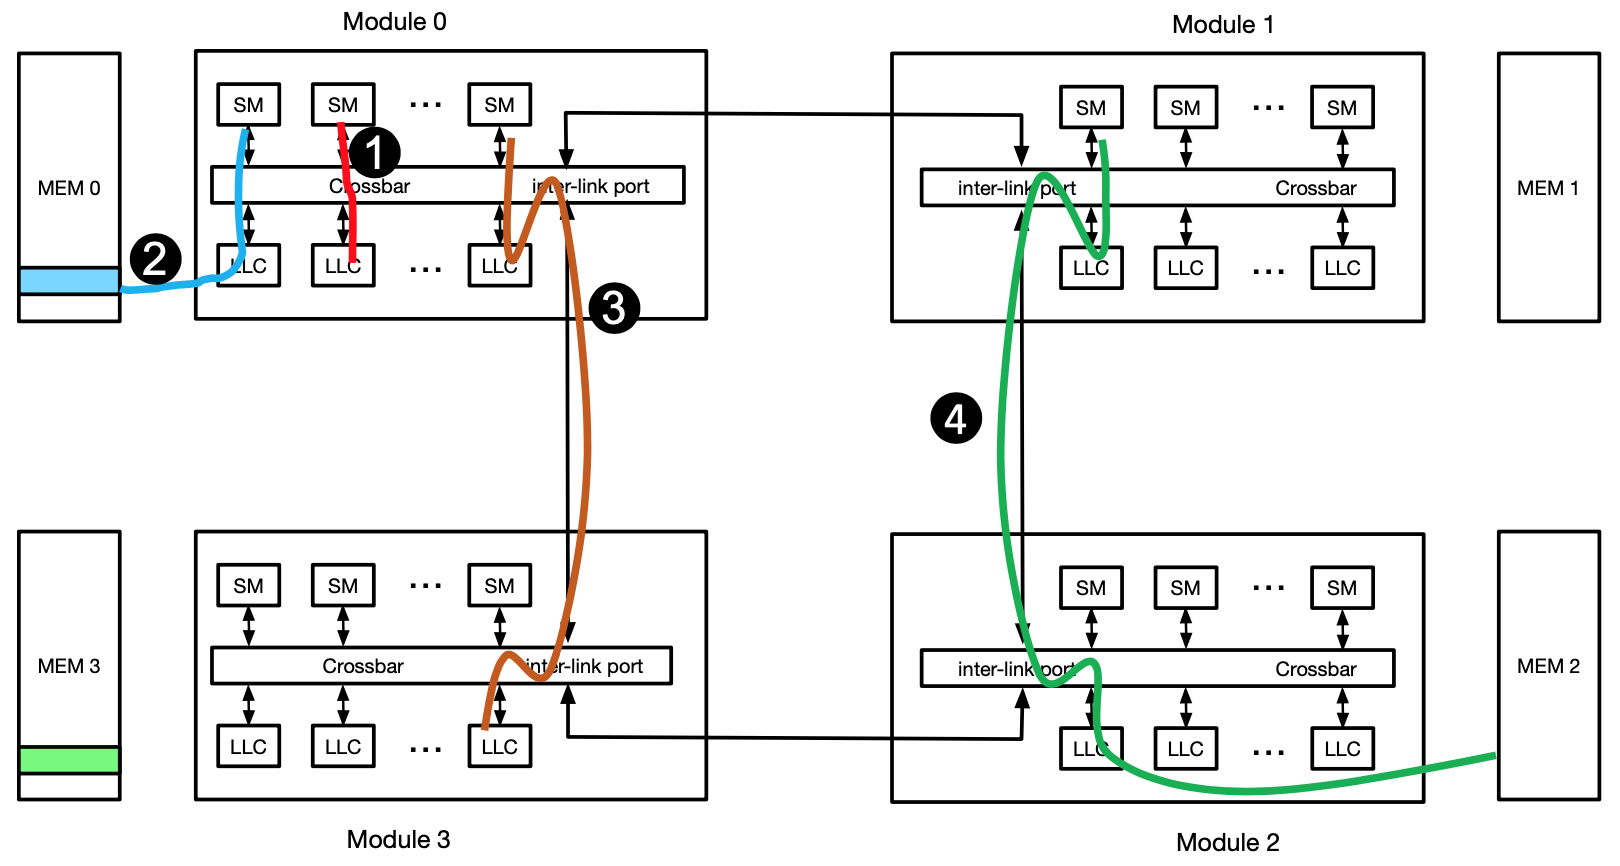 Module 0
Module 1
SM SM ... SM
SM SM ... SM
MEM 0
1
Crossbar inter-link port
inter-link port Crossbar
MEM 1
2
LLC LLC ... LLC
LLC LLC ... LLC
3
4
SM SM ... SM
SM SM ... SM
MEM 3
Crossbar inter-link port
inter-link port Crossbar
MEM 2
LLC LLC ... LLC
LLC LLC ... LLC
Module 3
Module 2